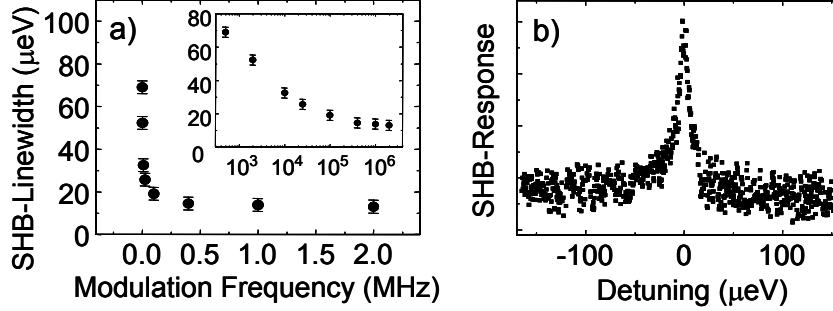 a)
SHB-Linewidth (μeV)
100
80
60
40
20
0
80
60
40
20
0
10³ 10⁴ 10⁵ 10⁶
0.0 0.5 1.0 1.5 2.0
Modulation Frequency (MHz)
b)
SHB-Response
-100 0 100
Detuning (μeV)